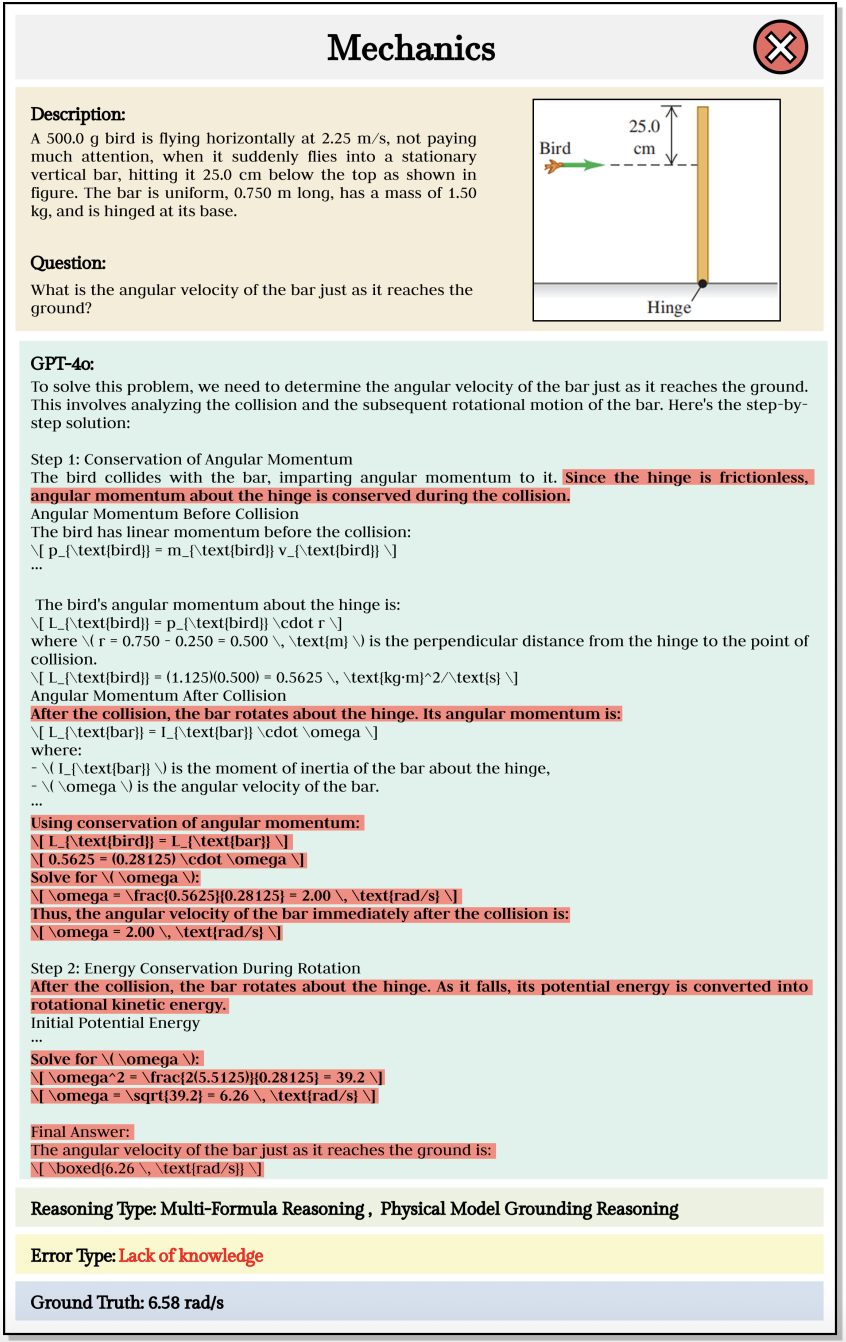 Mechanics
Description:
A 500.0 g bird is flying horizontally at 2.25 m/s, not paying
much attention, when it suddenly flies into a stationary
vertical bar, hitting it 25.0 cm below the top as shown in
figure. The bar is uniform, 0.750 m long, has a mass of 1.50
kg, and is hinged at its base.
Question:
What is the angular velocity of the bar just as it reaches the
ground?
25.0
cm
Bird
Hinge
GPT-4o:
To solve this problem, we need to determine the angular velocity of the bar just as it reaches the ground.
This involves analyzing the collision and the subsequent rotational motion of the bar. Here's the step-by-
step solution:
Step 1: Conservation of Angular Momentum
The bird collides with the bar, imparting angular momentum to it. Since the hinge is frictionless,
angular momentum about the hinge is conserved during the collision.
Angular Momentum Before Collision
The bird has linear momentum before the collision:
\[ p_{\text{bird}} = m_{\text{bird}} v_{\text{bird}} \]
...
The bird's angular momentum about the hinge is:
\[ L_{\text{bird}} = p_{\text{bird}} \cdot r \]
where \( r = 0.750 - 0.250 = 0.500 \, \text{m} \) is the perpendicular distance from the hinge to the point of
collision.
\[ L_{\text{bird}} = (1.125)(0.500) = 0.5625 \, \text{kg·m}^2/\text{s} \]
Angular Momentum After Collision
After the collision, the bar rotates about the hinge. Its angular momentum is:
\[ L_{\text{bar}} = I_{\text{bar}} \cdot \omega \]
where:
- \( I_{\text{bar}} \) is the moment of inertia of the bar about the hinge,
- \( \omega \) is the angular velocity of the bar.
...
Using conservation of angular momentum:
\[ L_{\text{bird}} = L_{\text{bar}} \]
\[ 0.5625 = (0.28125) \cdot \omega \]
Solve for \( \omega \):
\[ \omega = \frac{0.5625}{0.28125} = 2.00 \, \text{rad/s} \]
Thus, the angular velocity of the bar immediately after the collision is:
\[ \omega = 2.00 \, \text{rad/s} \]
Step 2: Energy Conservation During Rotation
After the collision, the bar rotates about the hinge. As it falls, its potential energy is converted into
rotational kinetic energy.
Initial Potential Energy
...
Solve for \( \omega \):
\[ \omega^2 = \frac{2(5.5125)}{0.28125} = 39.2 \]
\[ \omega = \sqrt{39.2} = 6.26 \, \text{rad/s} \]
Final Answer:
The angular velocity of the bar just as it reaches the ground is:
\[ \boxed{6.26 \, \text{rad/s}} \]
Reasoning Type: Multi-Formula Reasoning , Physical Model Grounding Reasoning
Error Type: Lack of knowledge
Ground Truth: 6.58 rad/s